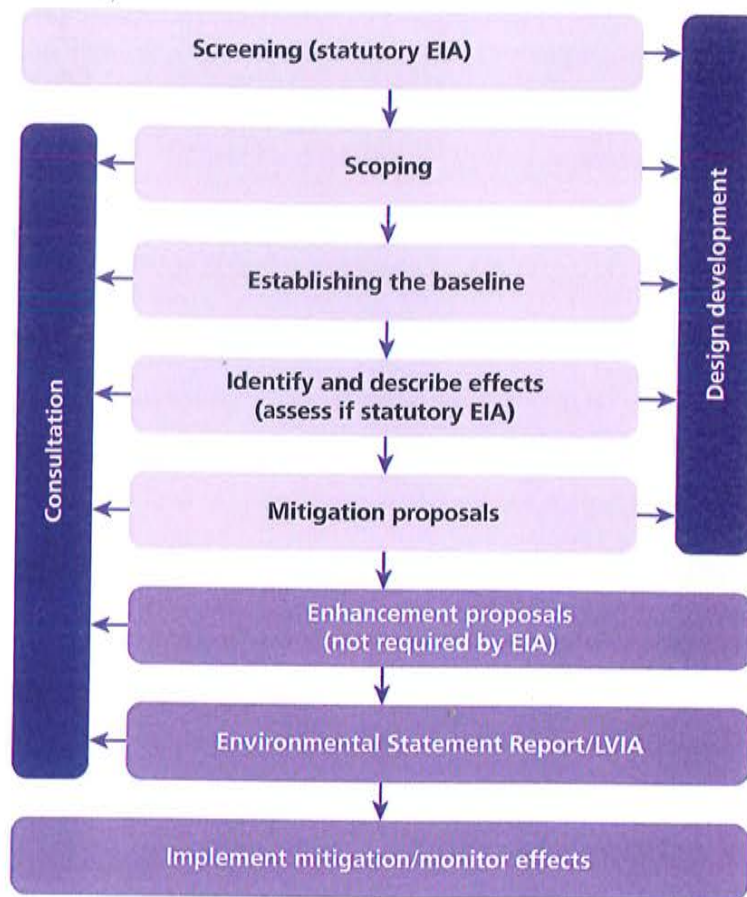 Screening (statutory EIA)
Scoping
Establishing the baseline
Identify and describe effects
(assess if statutory EIA)
Mitigation proposals
Enhancement proposals
(not required by EIA)
Environmental Statement Report/LVIA
Implement mitigation/monitor effects
Consultation
Design development